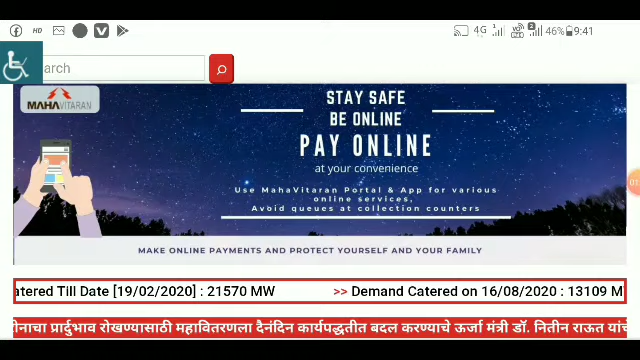 HD
4G
46% 9:41
arch
MAHAVITARAN
STAY SAFE
BE ONLINE
PAY ONLINE
at your convenience
Use MahaVitaran Portal & App for various
online services,
Avoid queues at collection counters
MAKE ONLINE PAYMENTS AND PROTECT YOURSELF AND YOUR FAMILY
atered Till Date [19/02/2020] : 21570 MW >> Demand Catered on 16/08/2020 : 13109 M
ोनाचा प्रार्दुभाव रोखण्यासाठी महावितरणला दैनंदिन कार्यपद्धतीत बदल करण्याचे ऊर्जा मंत्री डॉ. नितीन राऊत यांचे